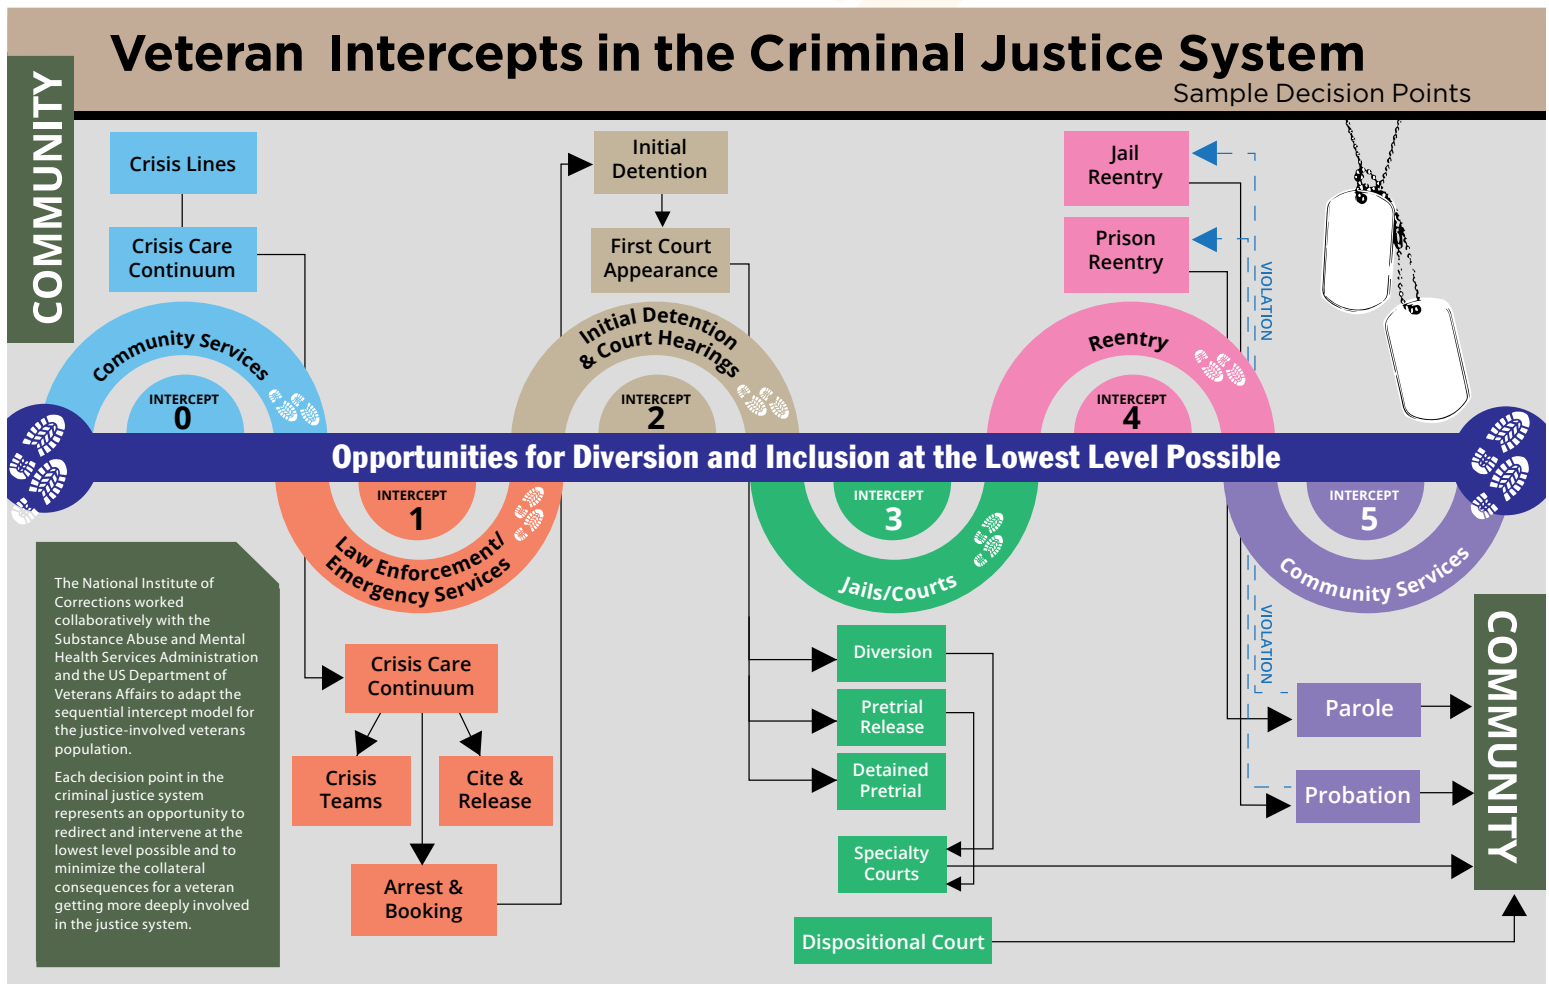 Veteran Intercepts in the Criminal Justice System
Sample Decision Points
COMMUNITY
Crisis Lines
Crisis Care
Continuum
Community Services
INTERCEPT
0
Initial
Detention
First Court
Appearance
Initial Detention
& Court Hearings
INTERCEPT
2
Jail
Reentry
Prison
Reentry
VIOLATION
Reentry
INTERCEPT
4
Opportunities for Diversion and Inclusion at the Lowest Level Possible
INTERCEPT
1
Law Enforcement/
Emergency Services
Crisis Care
Continuum
Crisis
Teams
Cite &
Release
Arrest &
Booking
INTERCEPT
3
Jails/Courts
Diversion
Pretrial
Release
Detained
Pretrial
Specialty
Courts
Dispositional Court
INTERCEPT
5
Community Services
VIOLATION
Parole
Probation
COMMUNITY
The National Institute of
Corrections worked
collaboratively with the
Substance Abuse and Mental
Health Services Administration
and the US Department of
Veterans Affairs to adapt the
sequential intercept model for
the justice-involved veterans
population.
Each decision point in the
criminal justice system
represents an opportunity to
redirect and intervene at the
lowest level possible and to
minimize the collateral
consequences for a veteran
getting more deeply involved
in the justice system.